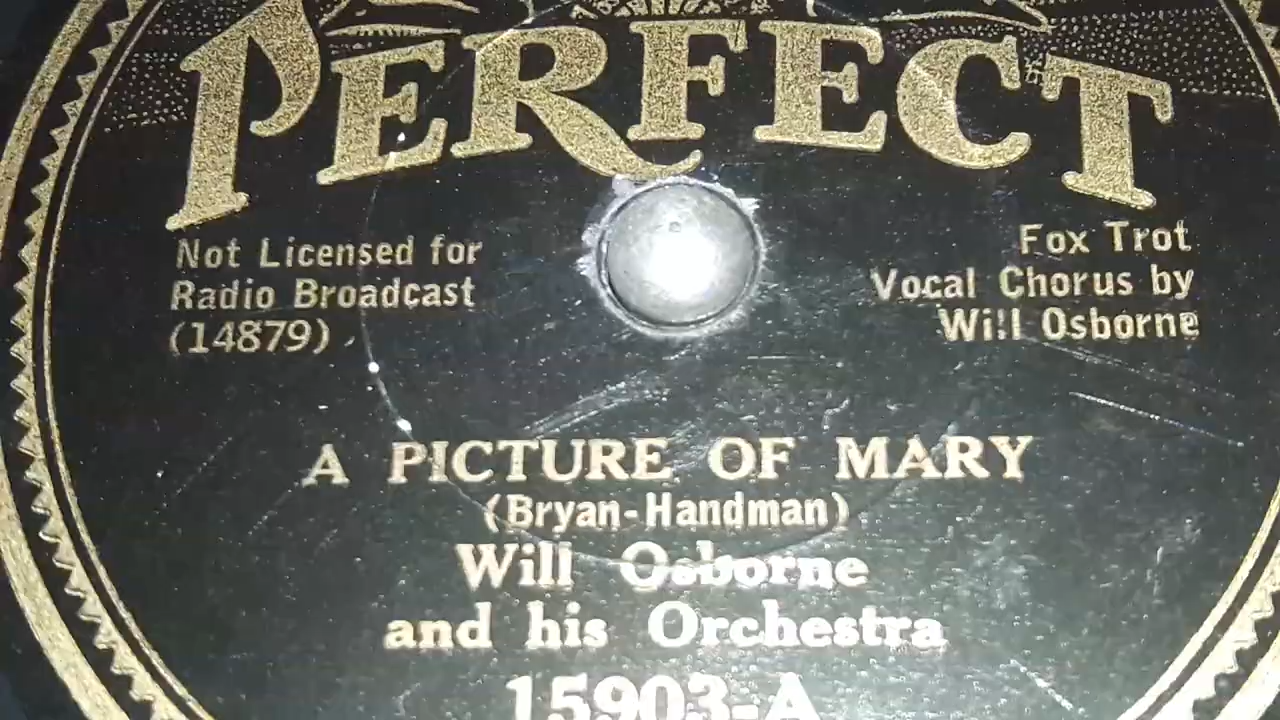 PERFECT
Not Licensed for
Radio Broadcast
(14879)
Fox Trot
Vocal Chorus by
Will Osborne
A PICTURE OF MARY
(Bryan-Handman)
Will Osborne
and his Orchestra
15903-A